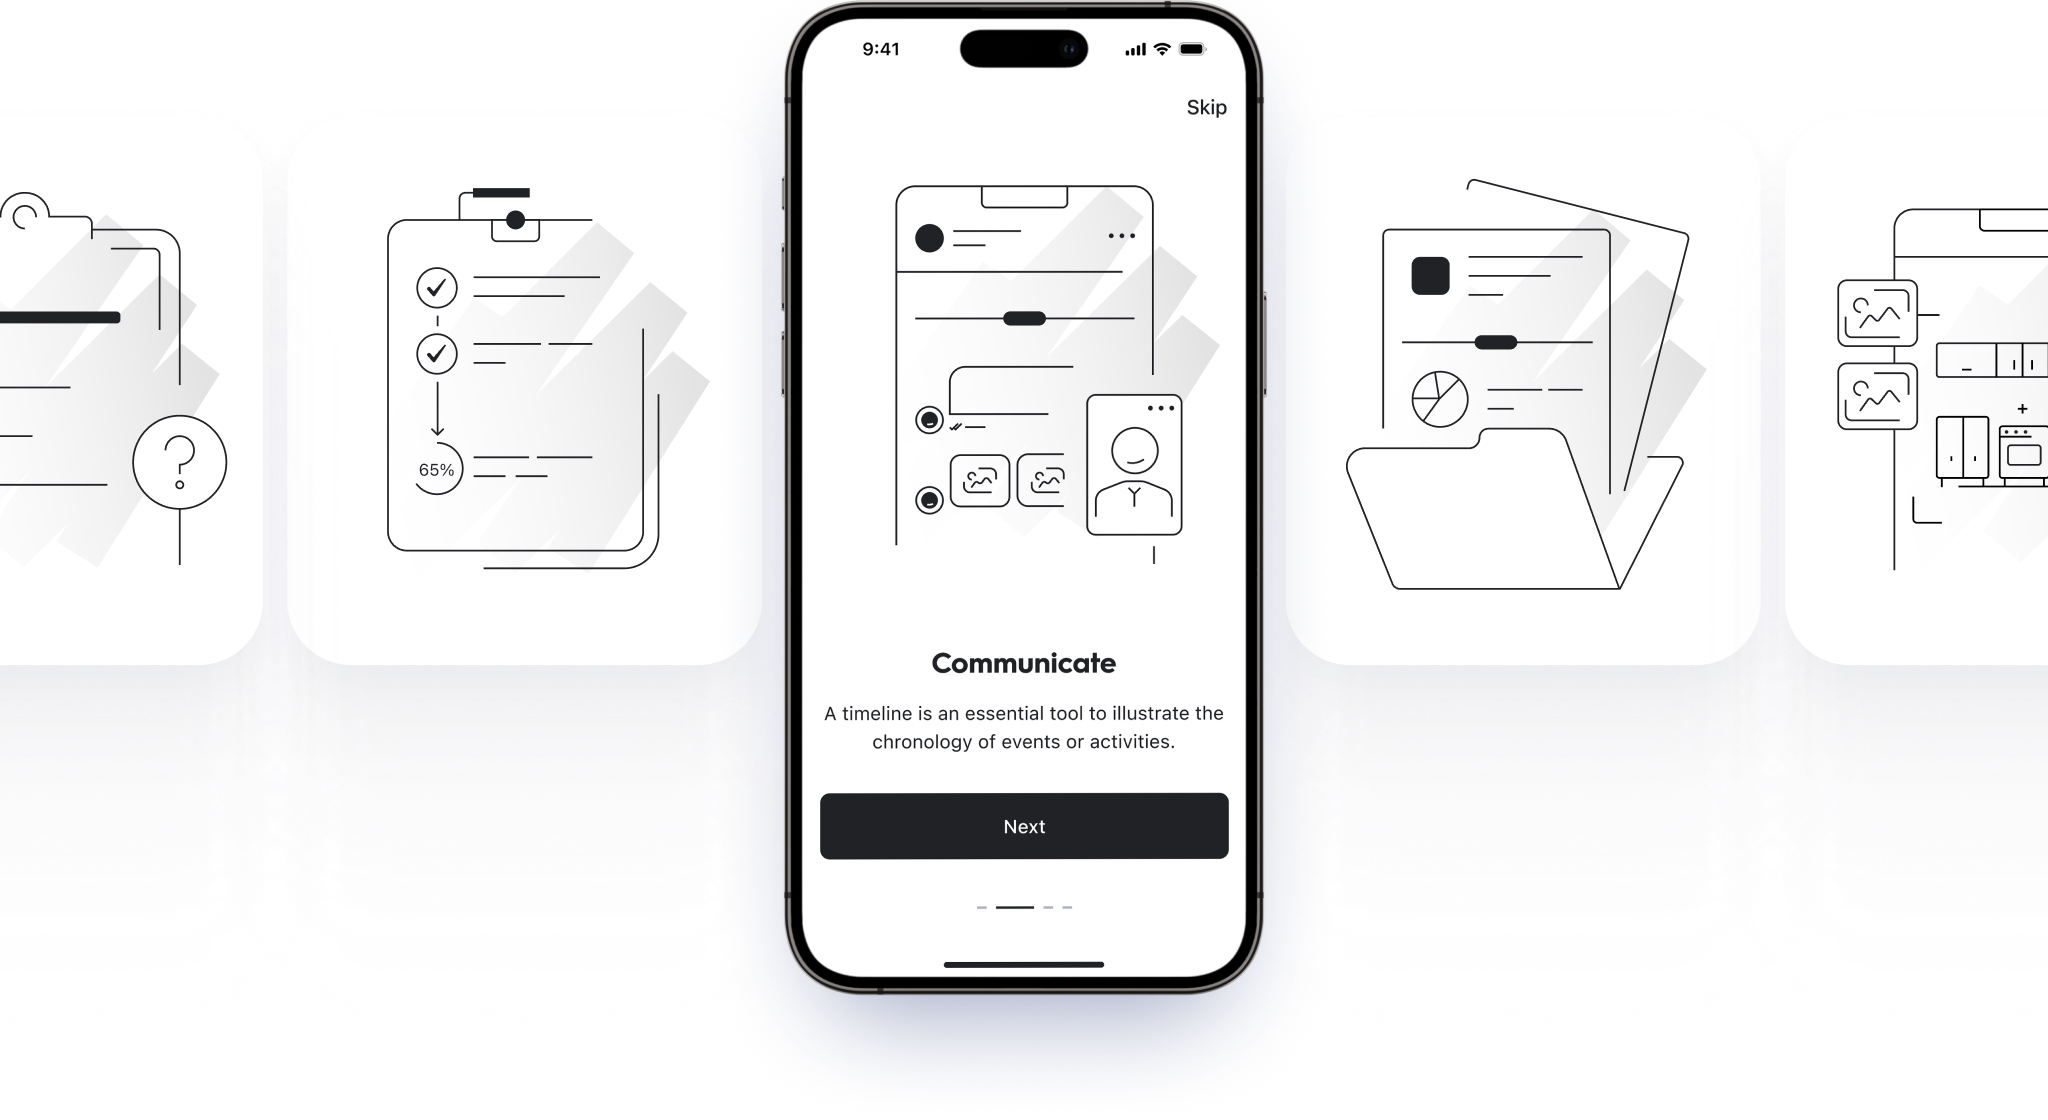 9:41
Skip
65%
Communicate
A timeline is an essential tool to illustrate the
chronology of events or activities.
Next